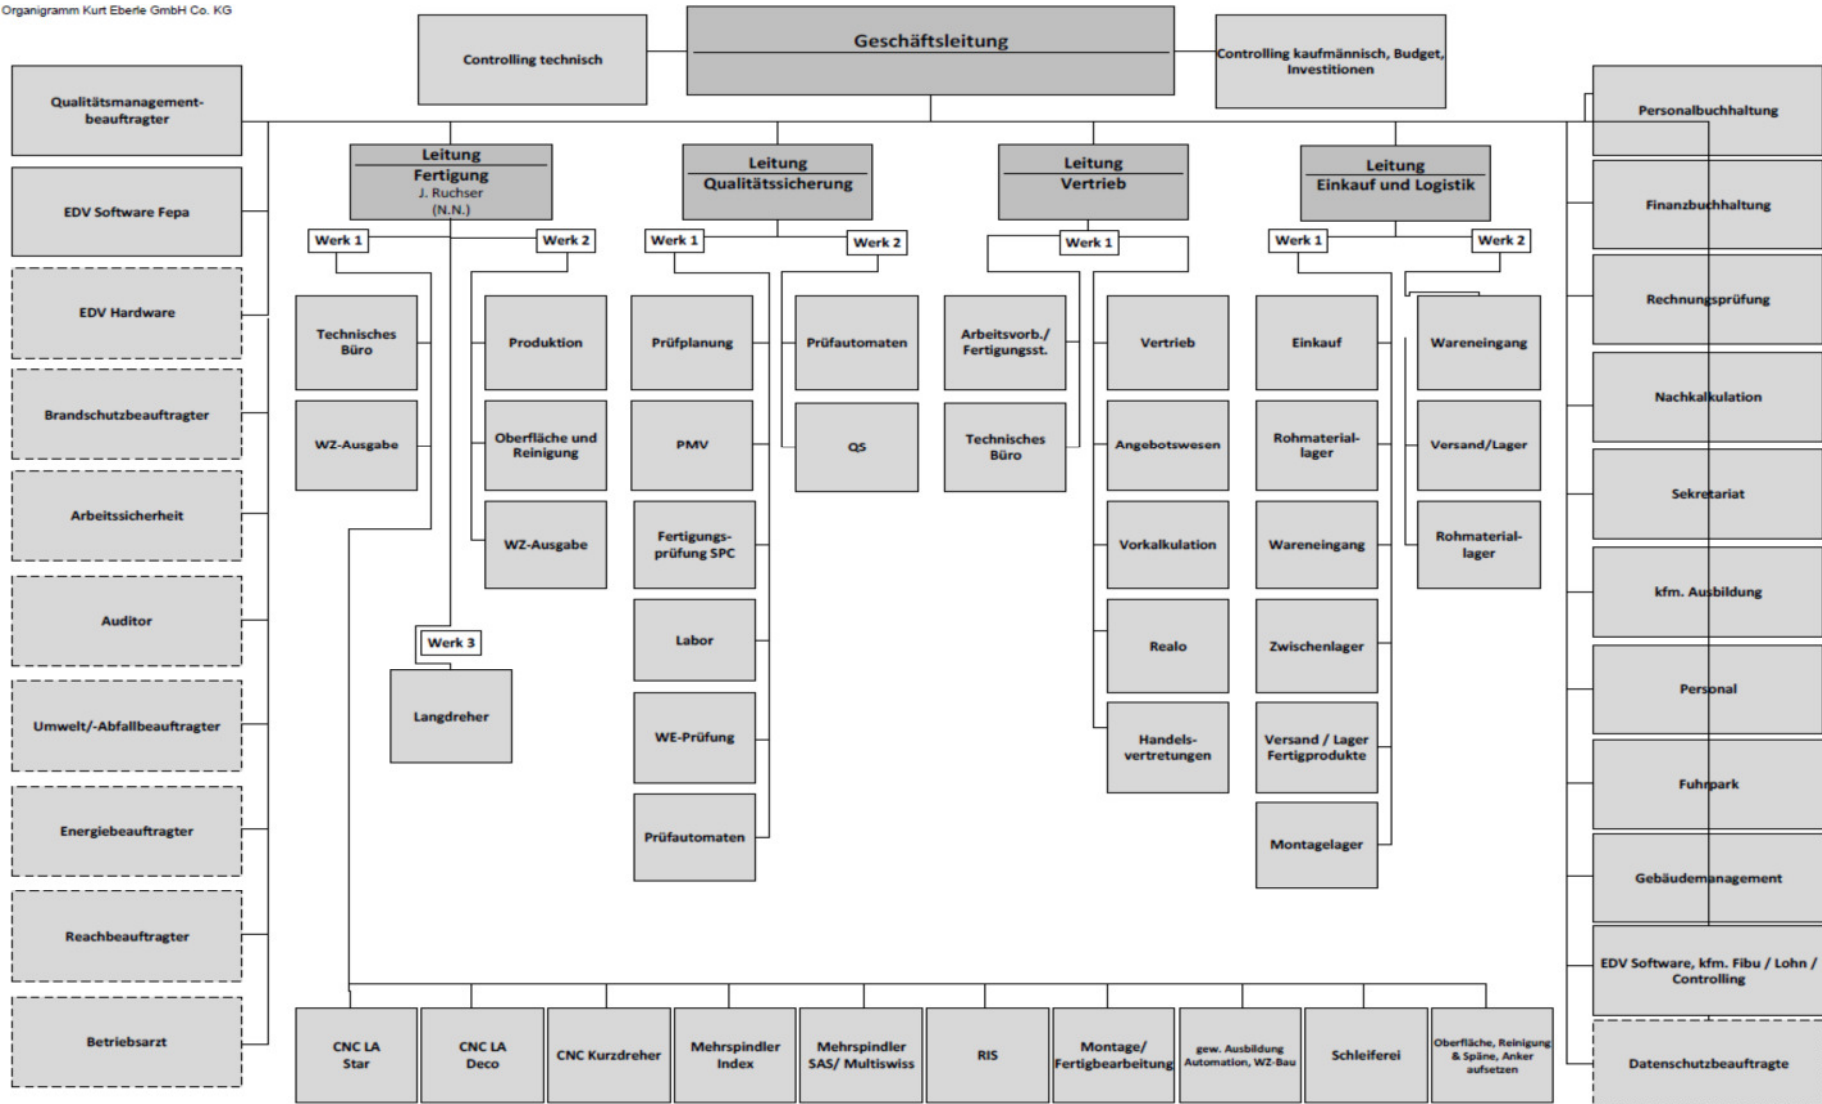 Organigramm Kurt Eberle GmbH Co. KG
Geschäftsleitung
Controlling technisch
Controlling kaufmännisch, Budget,
Investitionen
Qualitätsmanagement-
beauftragter
EDV Software Fepa
EDV Hardware
Brandschutzbeauftragter
Arbeitssicherheit
Auditor
Umwelt/-Abfallbeauftragter
Energiebeauftragter
Reachbeauftragter
Betriebsarzt
Leitung
Fertigung
J. Ruchser
(N.N.)
Werk 1
Werk 2
Technisches
Büro
WZ-Ausgabe
Produktion
Oberfläche und
Reinigung
WZ-Ausgabe
Werk 3
Langdreher
Leitung
Qualitätssicherung
Werk 1
Werk 2
Prüfplanung
PMV
Fertigungs-
prüfung SPC
Labor
WE-Prüfung
Prüfautomaten
Prüfautomaten
QS
Leitung
Vertrieb
Werk 1
Arbeitsvorb./
Fertigungsst.
Technisches
Büro
Vertrieb
Angebotswesen
Vorkalkulation
Realo
Handels-
vertretungen
Leitung
Einkauf und Logistik
Werk 1
Werk 2
Einkauf
Rohmaterial-
lager
Wareneingang
Zwischenlager
Versand / Lager
Fertigprodukte
Montagelager
Wareneingang
Versand/Lager
Rohmaterial-
lager
Personalbuchhaltung
Finanzbuchhaltung
Rechnungsprüfung
Nachkalkulation
Sekretariat
kfm. Ausbildung
Personal
Fuhrpark
Gebäudemanagement
EDV Software, kfm. Fibu / Lohn /
Controlling
Datenschutzbeauftragte
CNC LA
Star
CNC LA
Deco
CNC Kurzdreher
Mehrspindler
Index
Mehrspindler
SAS/ Multiswiss
RIS
Montage/
Fertigbearbeitung
gew. Ausbildung
Automation, WZ-Bau
Schleiferei
Oberfläche, Reinigung
& Späne, Anker
aufsetzen